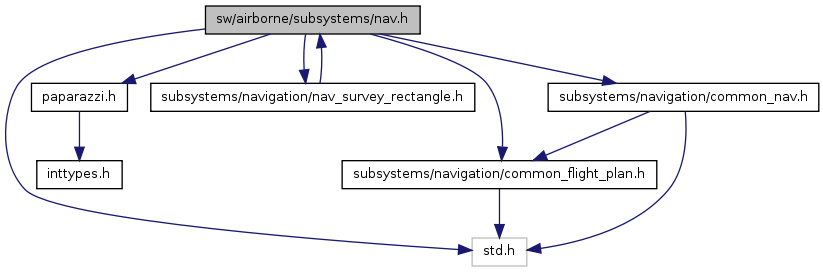 sw/airborne/subsystems/nav.h
paparazzi.h
subsystems/navigation/nav_survey_rectangle.h
subsystems/navigation/common_nav.h
inttypes.h
subsystems/navigation/common_flight_plan.h
std.h